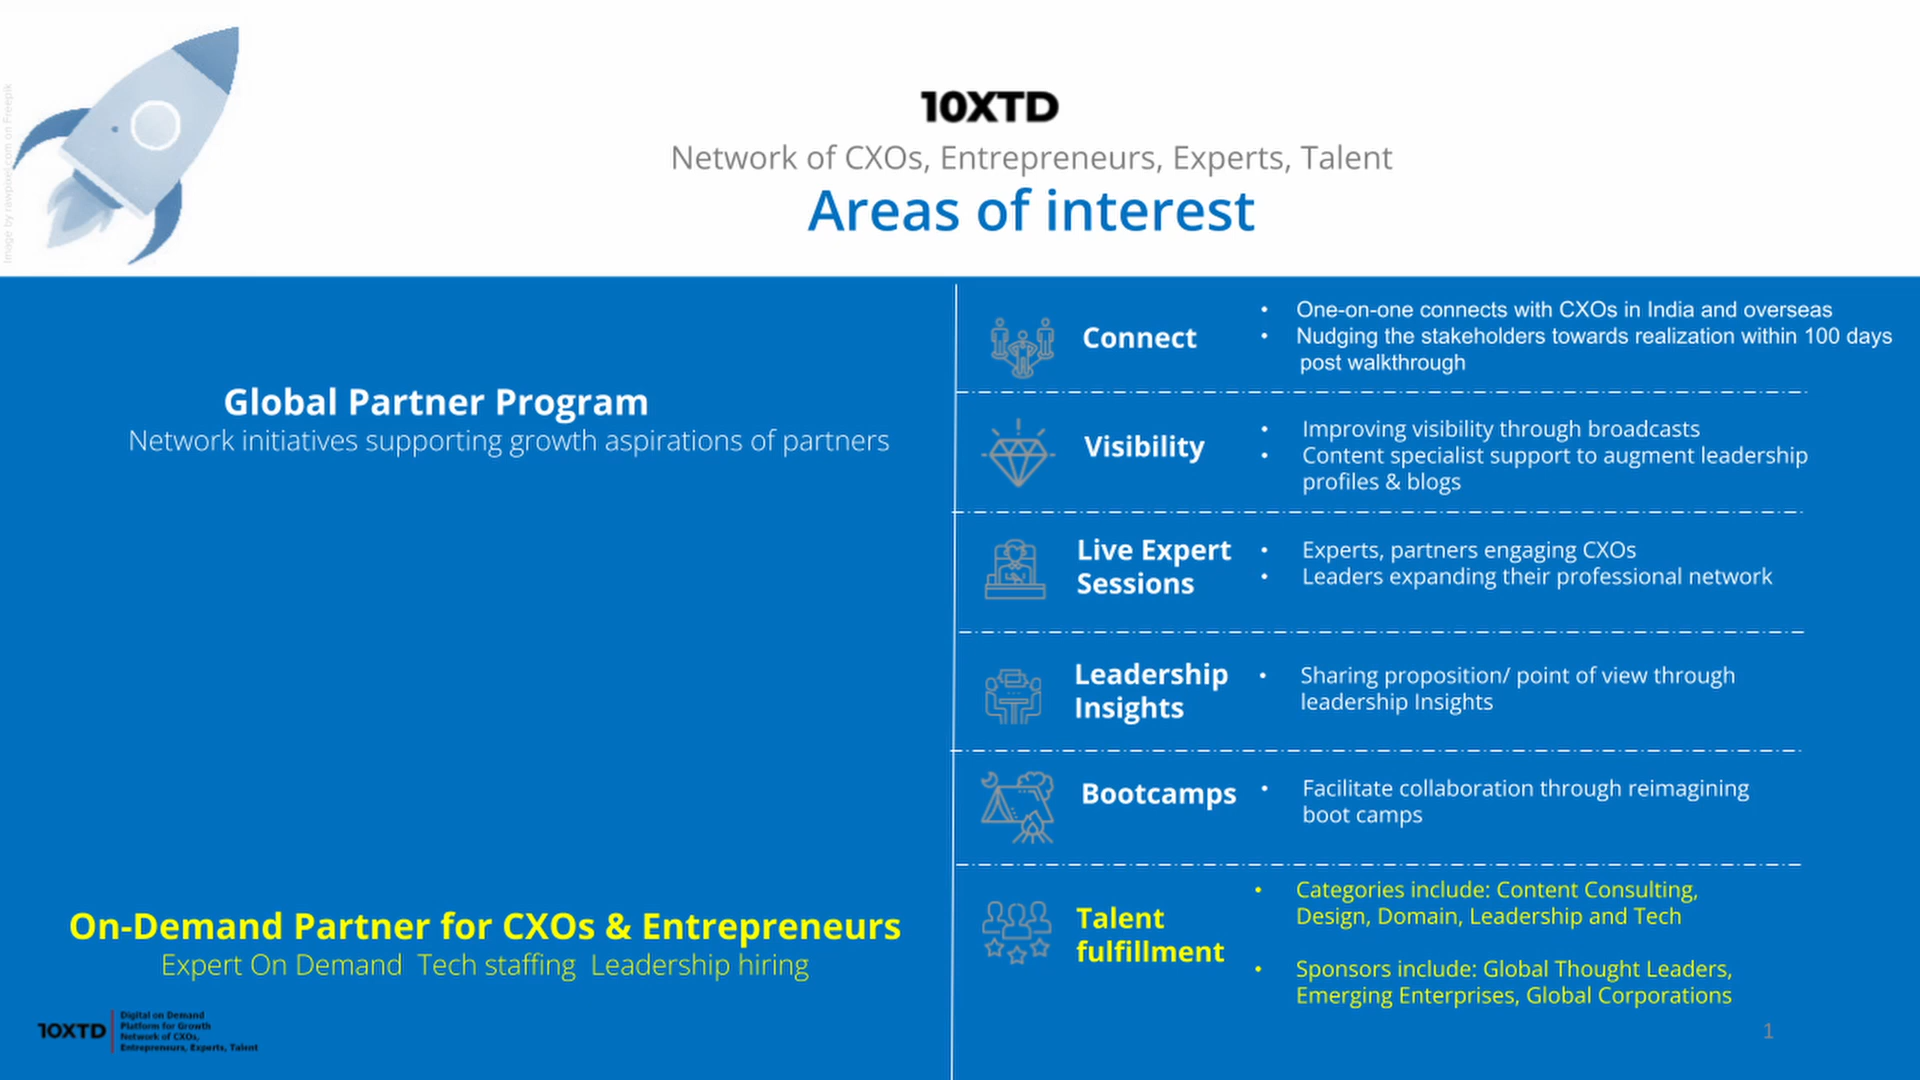 Image by rawpixel.com on Freepik
10XTD
Network of CXOs, Entrepreneurs, Experts, Talent
Areas of interest
Global Partner Program
Network initiatives supporting growth aspirations of partners
On-Demand Partner for CXOs & Entrepreneurs
Expert On Demand  Tech staffing  Leadership hiring
Connect
• One-on-one connects with CXOs in India and overseas
• Nudging the stakeholders towards realization within 100 days
post walkthrough
Visibility
• Improving visibility through broadcasts
• Content specialist support to augment leadership
profiles & blogs
Live Expert
Sessions
• Experts, partners engaging CXOs
• Leaders expanding their professional network
Leadership
Insights
• Sharing proposition/ point of view through
leadership Insights
Bootcamps
• Facilitate collaboration through reimagining
boot camps
Talent
fulfillment
• Categories include: Content Consulting,
Design, Domain, Leadership and Tech
• Sponsors include: Global Thought Leaders,
Emerging Enterprises, Global Corporations
10XTD
Digital on Demand
Platform for Growth
Network of CXOs,
Entrepreneurs, Experts, Talent
1